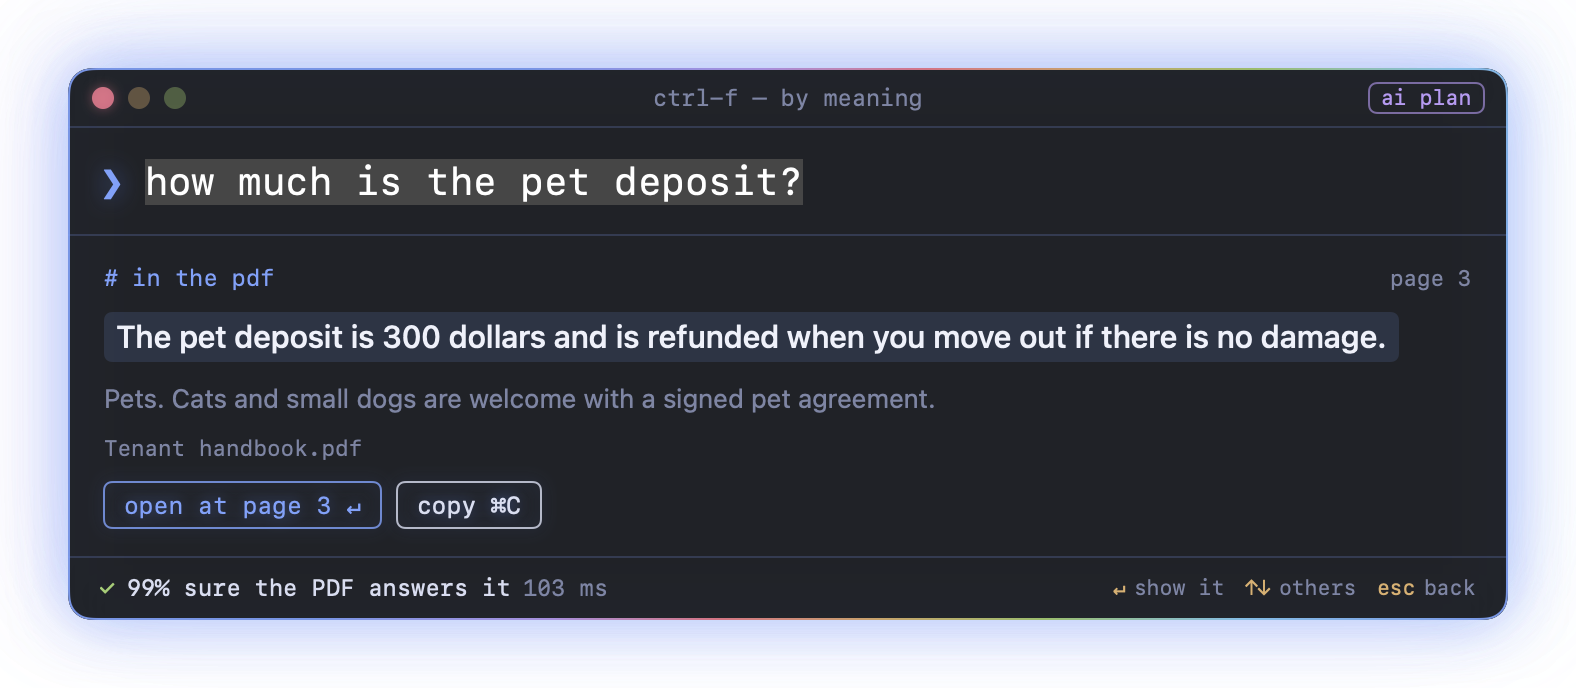 ctrl-f — by meaning
ai plan
❯ how much is the pet deposit?
# in the pdf
page 3
The pet deposit is 300 dollars and is refunded when you move out if there is no damage.
Pets. Cats and small dogs are welcome with a signed pet agreement.
Tenant handbook.pdf
open at page 3 ↵
copy ⌘C
✓ 99% sure the PDF answers it 103 ms
↵ show it ↑↓ others esc back